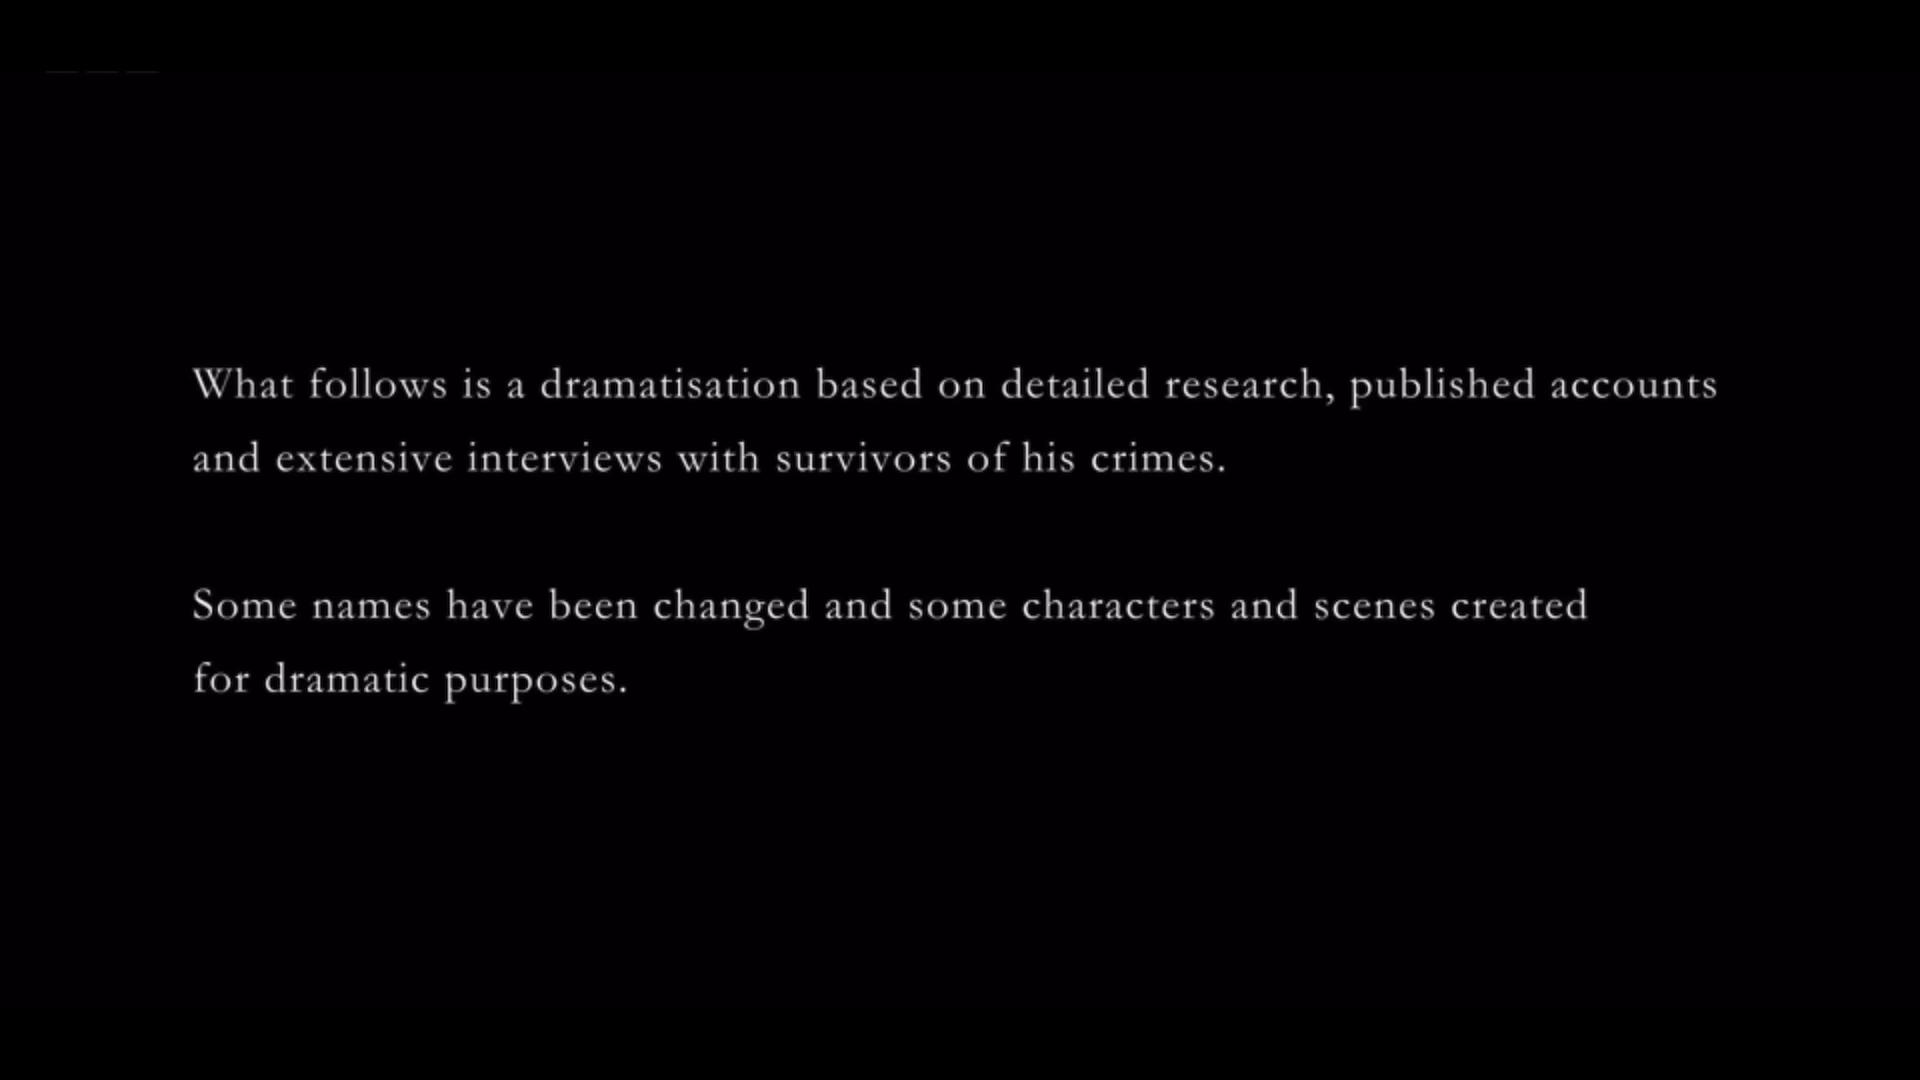 What follows is a dramatisation based on detailed research, published accounts
and extensive interviews with survivors of his crimes.
Some names have been changed and some characters and scenes created
for dramatic purposes.